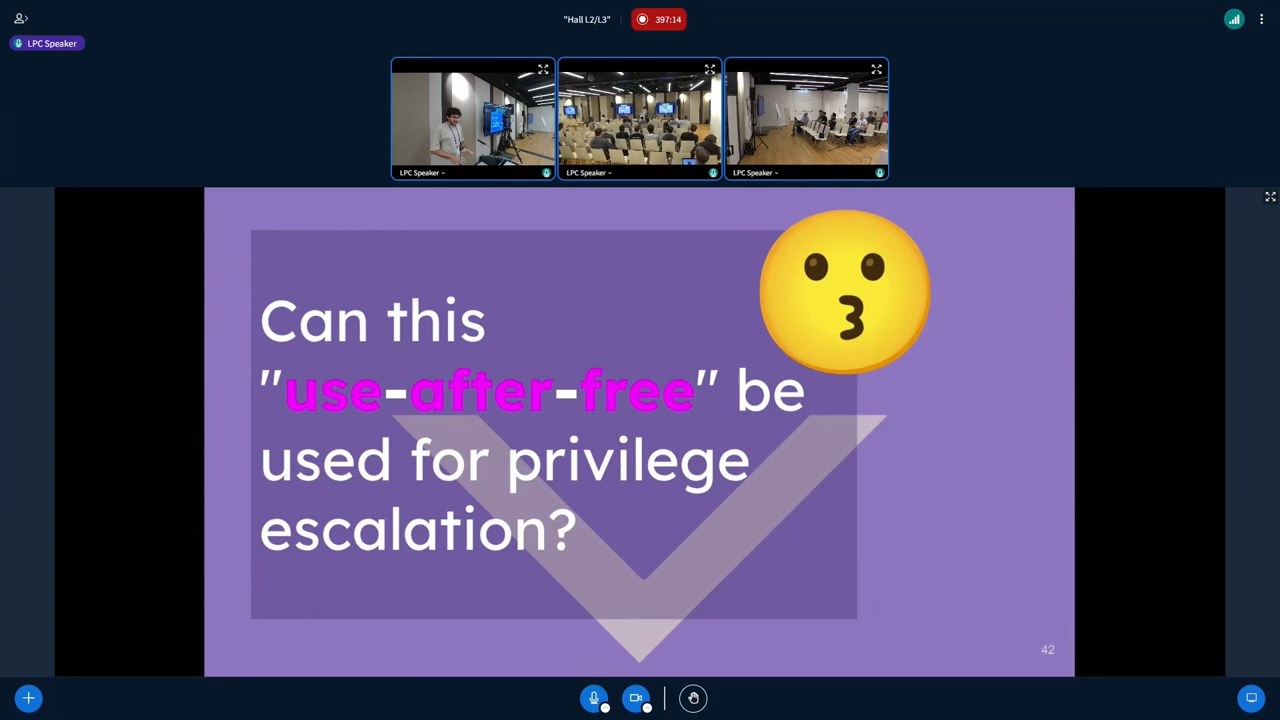 "Hall L2/L3"
397:14
LPC Speaker
LPC Speaker
LPC Speaker
LPC Speaker
Can this
"use-after-free" be
used for privilege
escalation?
42